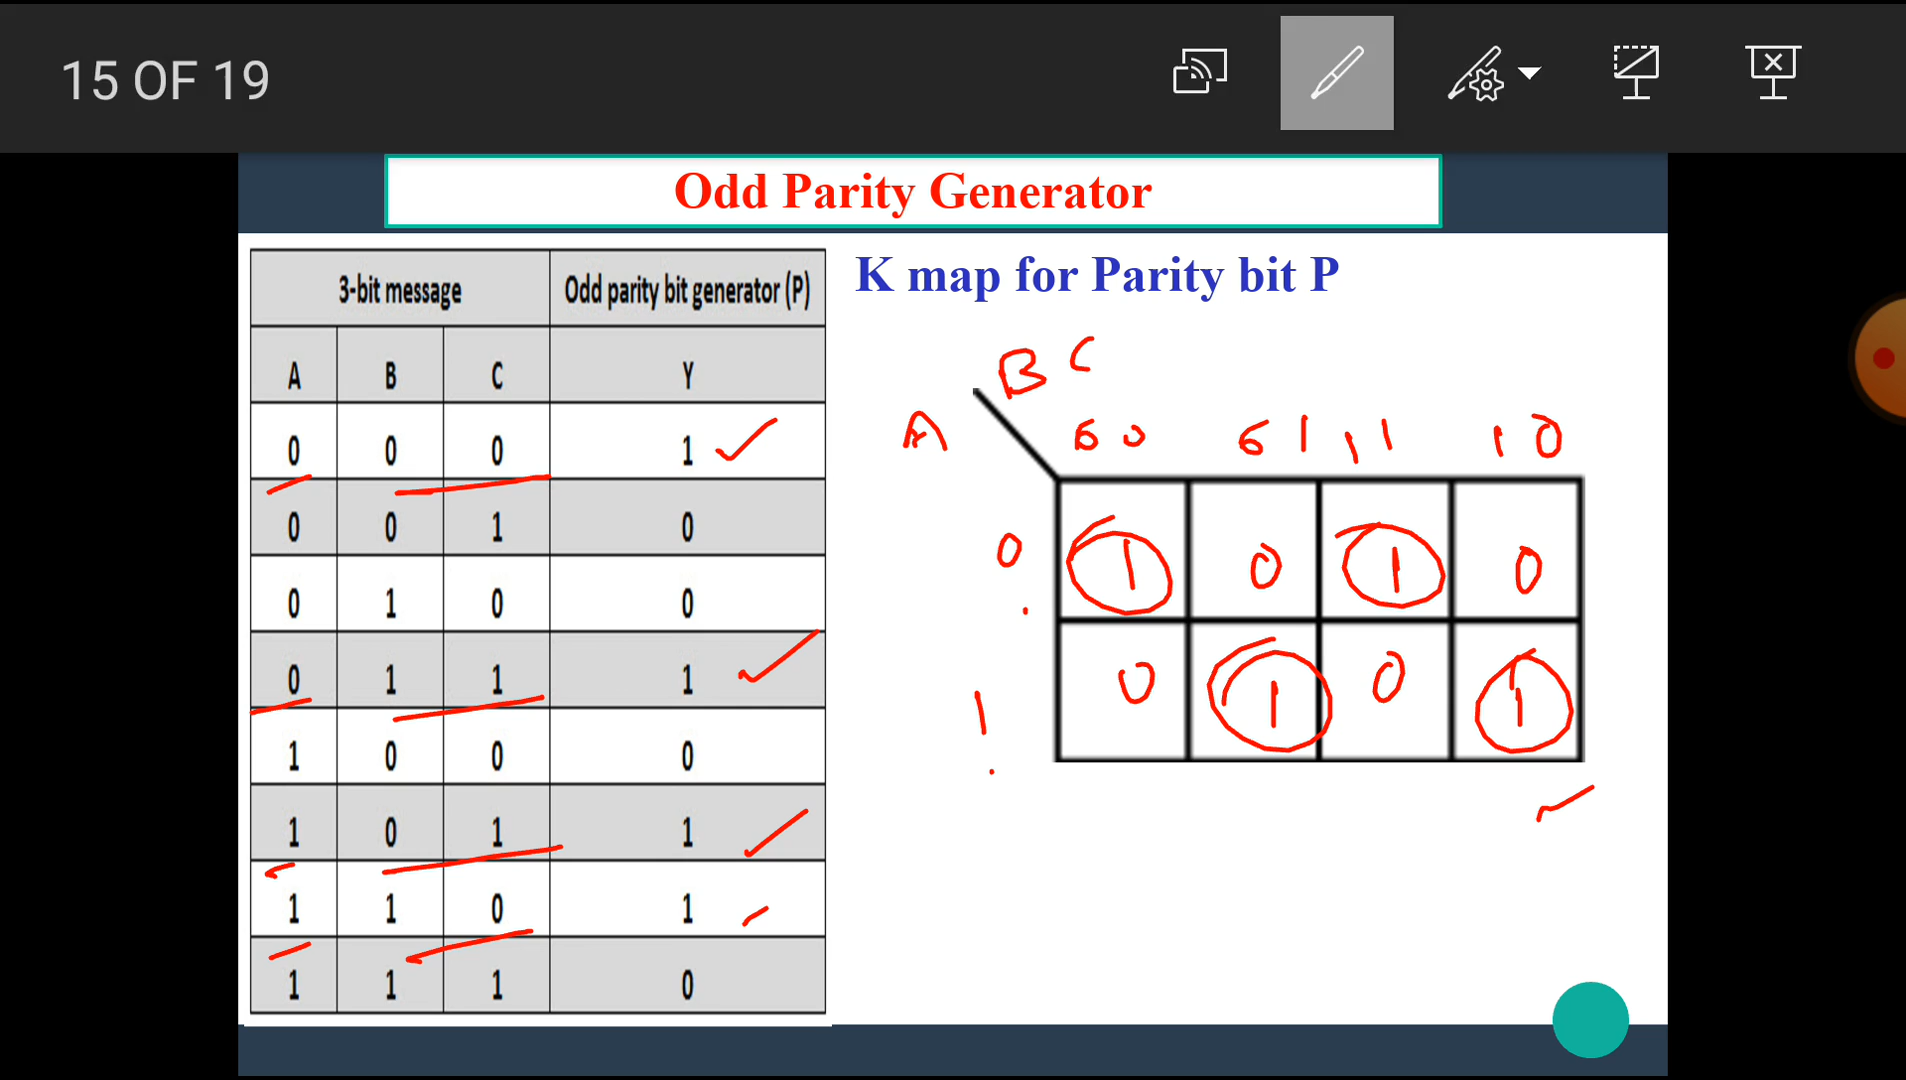 15 OF 19
Odd Parity Generator
3-bit message Odd parity bit generator (P)
A B C Y
0 0 0 1
0 0 1 0
0 1 0 0
0 1 1 1
1 0 0 0
1 0 1 1
1 1 0 1
1 1 1 0
K map for Parity bit P
B C
A 00 01 11 10
0 1 0 1 0
1 0 1 0 1